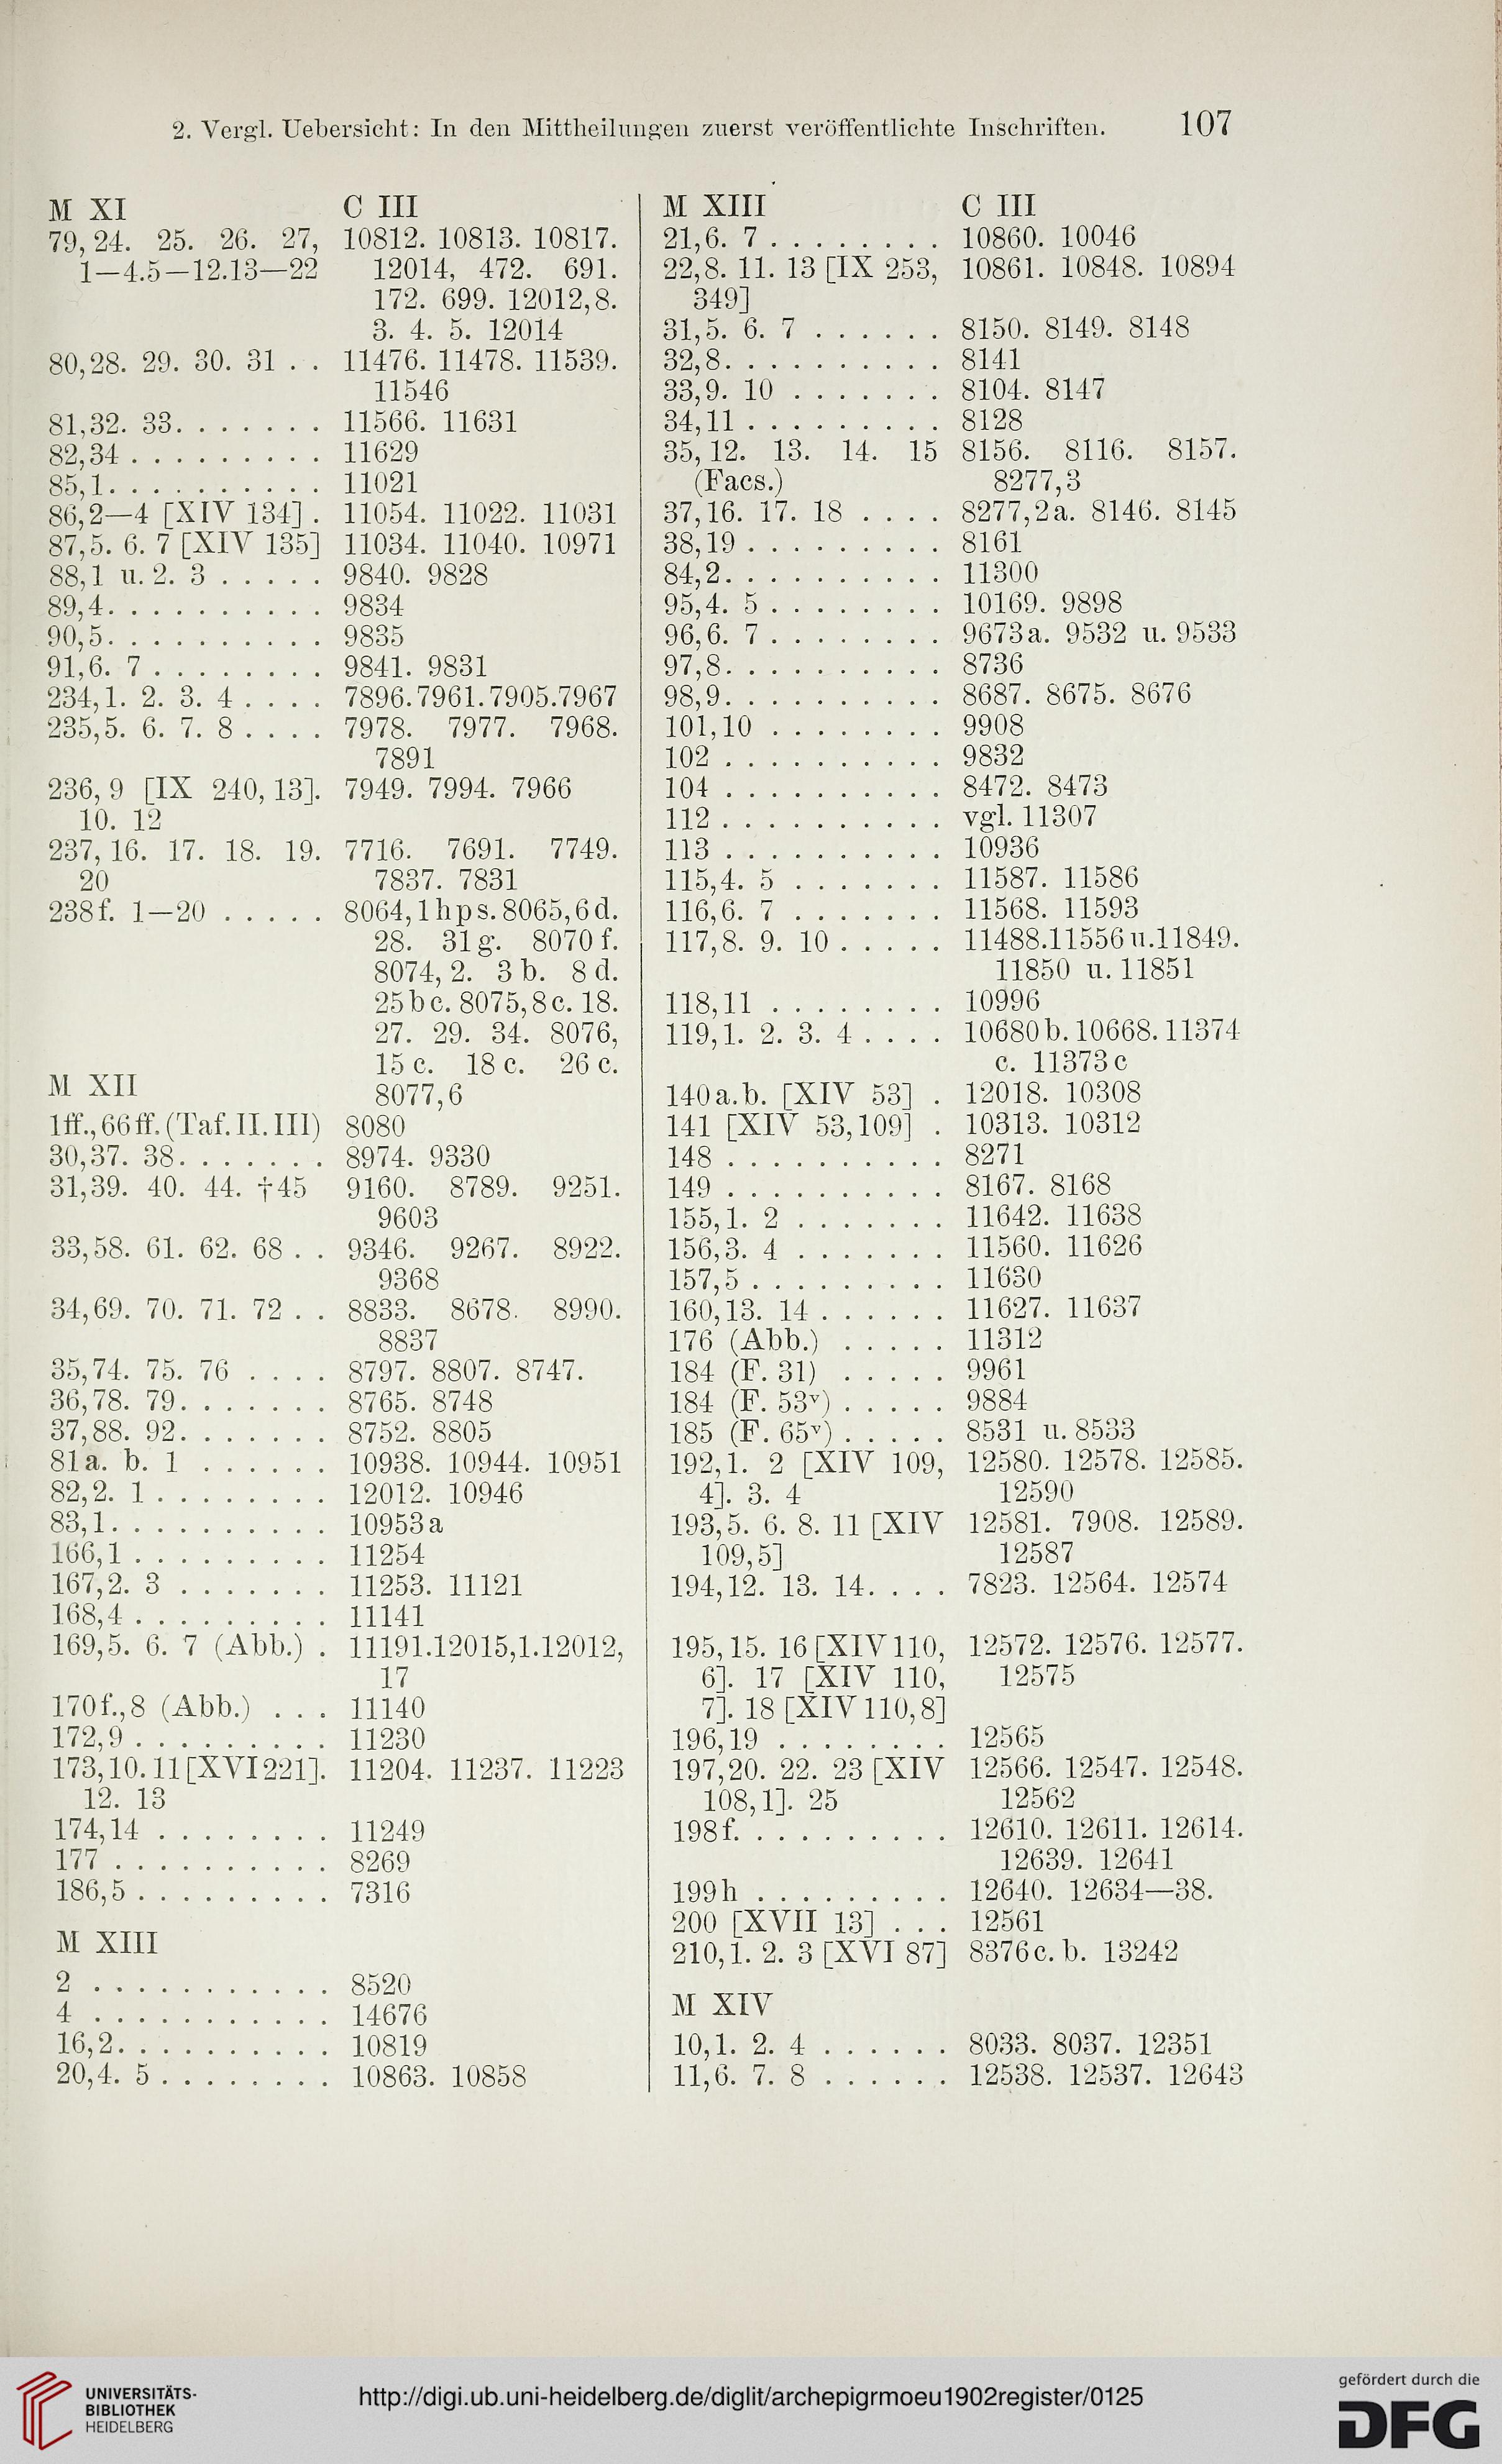 2. Vergl. Uebersicht: In den Mittheilungen zuerst veröffentlichte Inschriften. 107
M XI C III
79,24. 25. 26. 27, 10812. 10813. 10817.
1—4.5—12.13—22 12014, 472. 691.
172. 699. 12012,8.
3. 4. 5. 12014
80,28. 29. 30. 31 . . 11476. 11478. 11539.
11546
81,32. 33. . . . . . . 11566. 11631
82,34 . . . . . . . . . 11629
85,1. . . . . . . . . . 11021
86,2—4 [XIV 134] . 11054. 11022. 11031
87,5. 6. 7 [XIV 135] 11034. 11040. 10971
88,1 u. 2. 3 . . . . . 9840. 9828
89,4. . . . . . . . . . 9834
90,5. . . . . . . . . . 9835
91,6. 7 . . . . . . . . 9841. 9831
234,1. 2. 3. 4 . . . . 7896.7961.7905.7967
235,5. 6. 7. 8 . . . . 7978. 7977. 7968.
7891
236, 9 [IX 240, 13]. 7949. 7994. 7966
10. 12
237, 16. 17. 18. 19. 7716. 7691. 7749.
20 7837. 7831
238f. 1—20 . . . . . 8064,1hps. 8065,6d.
28. 31g. 8070f.
8074, 2. 3b. 8d.
25bc. 8075,8c. 18.
27. 29. 34. 8076,
15c. 18c. 26c.
8077,6
M XII
1ff., 66ff. (Taf. II. III) 8080
30,37. 38. . . . . . . 8974. 9330
31,39. 40. 44. †45 9160. 8789. 9251.
9603
33,58. 61. 62. 68 . . 9346. 9267. 8922.
9368
34,69. 70. 71. 72 . . 8833. 8678. 8990.
8837
35,74. 75. 76 . . . . 8797. 8807. 8747.
36,78. 79. . . . . . . 8765. 8748
37,88. 92. . . . . . . 8752. 8805
81a. b. 1 . . . . . . 10938. 10944. 10951
82,2. 1 . . . . . . . . 12012. 10946
83,1. . . . . . . . . . 10953a
166,1 . . . . . . . . . 11254
167,2. 3 . . . . . . . 11253. 11121
168,4 . . . . . . . . . 11141
169,5. 6. 7 (Abb.) . 11191.12015,1.12012,
17
170f.,8 (Abb.) . . . 11140
172,9 . . . . . . . . . 11230
173,10. 11 [XVI 221]. 11204. 11237. 11223
12. 13
174,14 . . . . . . . . 11249
177 . . . . . . . . . . 8269
186,5 . . . . . . . . . 7316
M XIII
2 . . . . . . . . . . . 8520
4 . . . . . . . . . . . 14676
16,2. . . . . . . . . . 10819
20,4. 5 . . . . . . . . 10863. 10858
M XIII C III
21,6. 7 . . . . . . . . 10860. 10046
22,8. 11. 13 [IX 253, 10861. 10848. 10894
349]
31,5. 6. 7 . . . . . . 8150. 8149. 8148
32,8. . . . . . . . . . 8141
33,9. 10 . . . . . . . 8104. 8147
34,11 . . . . . . . . . 8128
35, 12. 13. 14. 15 8156. 8116. 8157.
(Facs.) 8277,3
37,16. 17. 18 . . . . 8277,2a. 8146. 8145
38,19 . . . . . . . . . 8161
84,2. . . . . . . . . . 11300
95,4. 5 . . . . . . . . 10169. 9898
96,6. 7 . . . . . . . . 9673a. 9532 u. 9533
97,8. . . . . . . . . . 8736
98,9. . . . . . . . . . 8687. 8675. 8676
101,10 . . . . . . . . 9908
102 . . . . . . . . . . 9832
104 . . . . . . . . . . 8472. 8473
112 . . . . . . . . . . vgl. 11307
113 . . . . . . . . . . 10936
115,4. 5 . . . . . . . 11587. 11586
116,6. 7 . . . . . . . 11568. 11593
117,8. 9. 10 . . . . . 11488.11556 u.11849.
11850 u. 11851
118,11 . . . . . . . . 10996
119,1. 2. 3. 4 . . . . 10680b. 10668. 11374
c. 11373c
140a.b. [XIV 53] . 12018. 10308
141 [XIV 53,109] . 10313. 10312
148 . . . . . . . . . . 8271
149 . . . . . . . . . . 8167. 8168
155,1. 2 . . . . . . . 11642. 11638
156,3. 4 . . . . . . . 11560. 11626
157,5 . . . . . . . . . 11630
160,13. 14 . . . . . . 11627. 11637
176 (Abb.) . . . . . 11312
184 (F. 31) . . . . . 9961
184 (F. 53v) . . . . . 9884
185 (F. 65v) . . . . . 8531 u. 8533
192,1. 2 [XIV 109, 12580. 12578. 12585.
4]. 3. 4 12590
193,5. 6. 8. 11 [XIV 12581. 7908. 12589.
109,5] 12587
194,12. 13. 14. . . . 7823. 12564. 12574
195,15. 16 [XIV 110, 12572. 12576. 12577.
6]. 17 [XIV 110, 12575
7]. 18 [XIV 110,8]
196,19 . . . . . . . . 12565
197,20. 22. 23 [XIV 12566. 12547. 12548.
108,1]. 25 12562
198f. . . . . . . . . . 12610. 12611. 12614.
12639. 12641
199h . . . . . . . . . 12640. 12634—38.
200 [XVII 13] . . . 12561
210,1. 2. 3 [XVI 87] 8376c. b. 13242
M XIV
10,1. 2. 4 . . . . . . 8033. 8037. 12351
11,6. 7. 8 . . . . . . 12538. 12537. 12643
UNIVERSITÄTS-
BIBLIOTHEK
HEIDELBERG
http://digi.ub.uni-heidelberg.de/diglit/archepigrmoeu1902register/0125
gefördert durch die
DFG